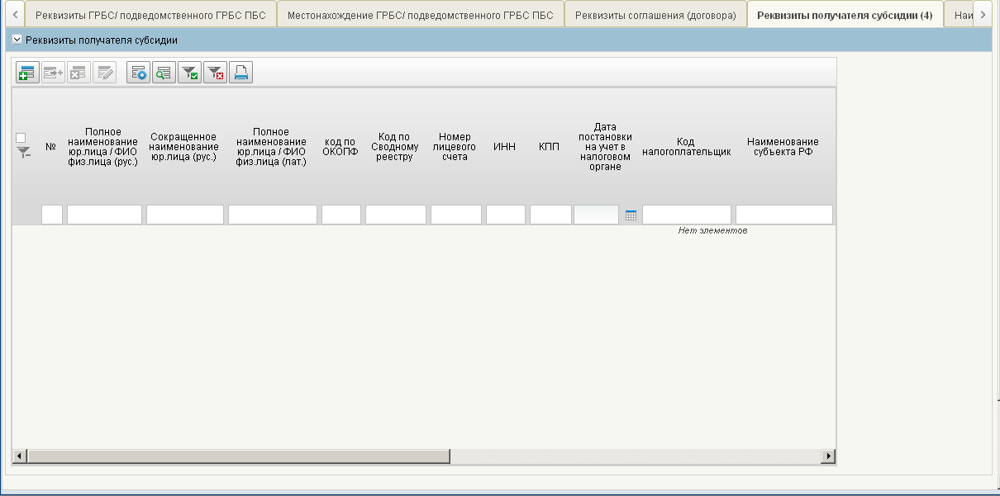 Реквизиты ГРБС/ подведомственного ГРБС ПБС
Местонахождение ГРБС/ подведомственного ГРБС ПБС
Реквизиты соглашения (договора)
Реквизиты получателя субсидии (4)
Наи
Реквизиты получателя субсидии
№
Полное
наименование
юр.лица / ФИО
физ.лица (рус.)
Сокращенное
наименование
юр.лица (рус.)
Полное
наименование
юр.лица / ФИО
физ.лица (лат.)
код по
ОКОПФ
Код по
Сводному
реестру
Номер
лицевого
счета
ИНН
КПП
Дата
постановки
на учет в
налоговом
органе
Код
налогоплательщик
Наименование
субъекта РФ
Нет элементов